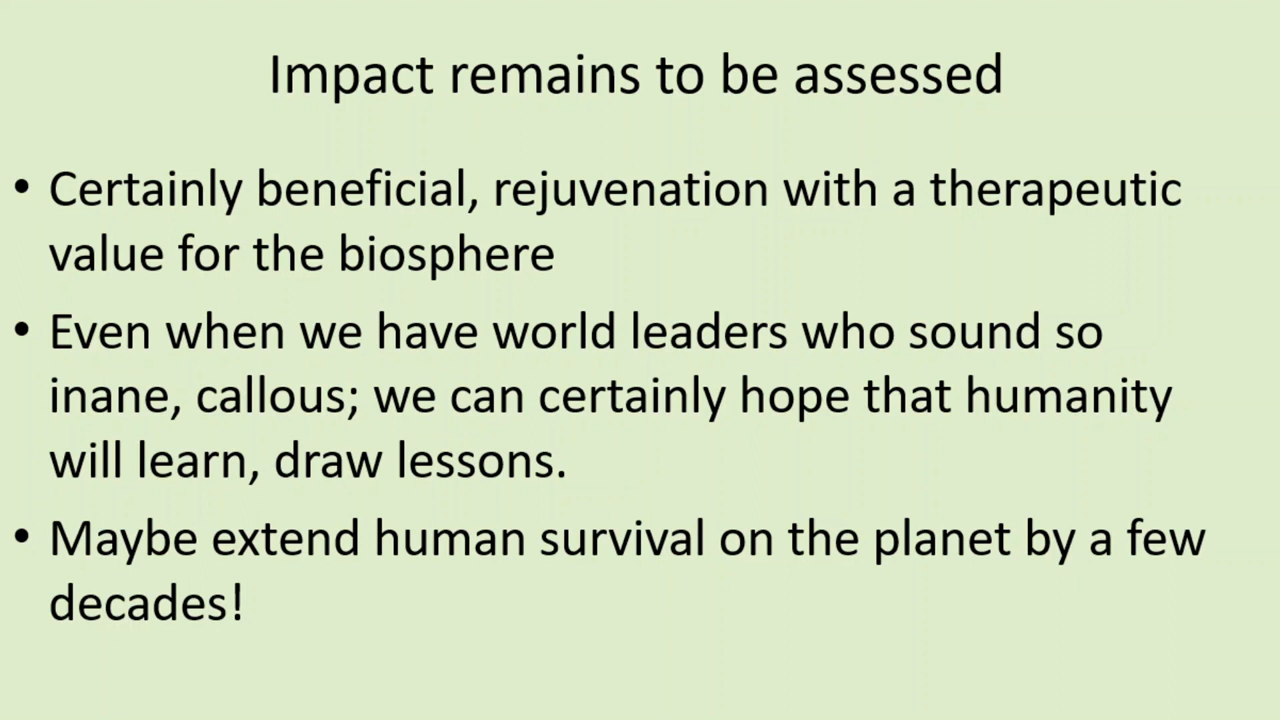 Impact remains to be assessed
• Certainly beneficial, rejuvenation with a therapeutic
value for the biosphere
• Even when we have world leaders who sound so
inane, callous; we can certainly hope that humanity
will learn, draw lessons.
• Maybe extend human survival on the planet by a few
decades!